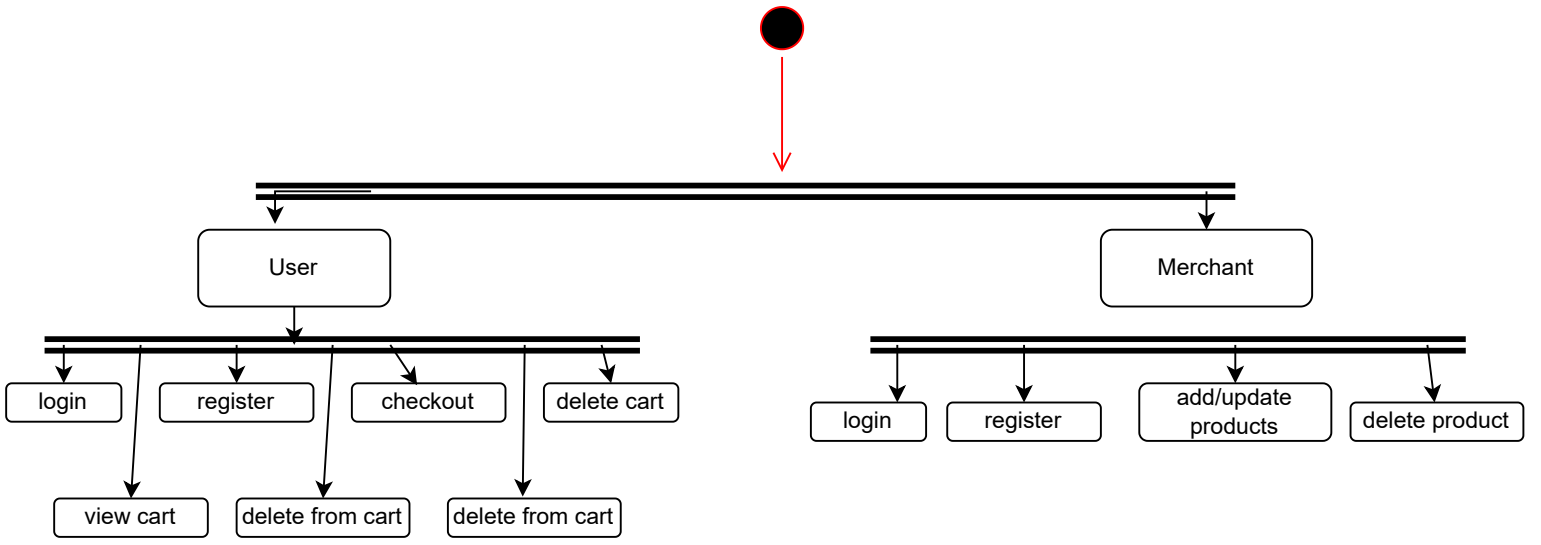 User
Merchant
login
register
checkout
delete cart
view cart
delete from cart
delete from cart
login
register
add/update
products
delete product